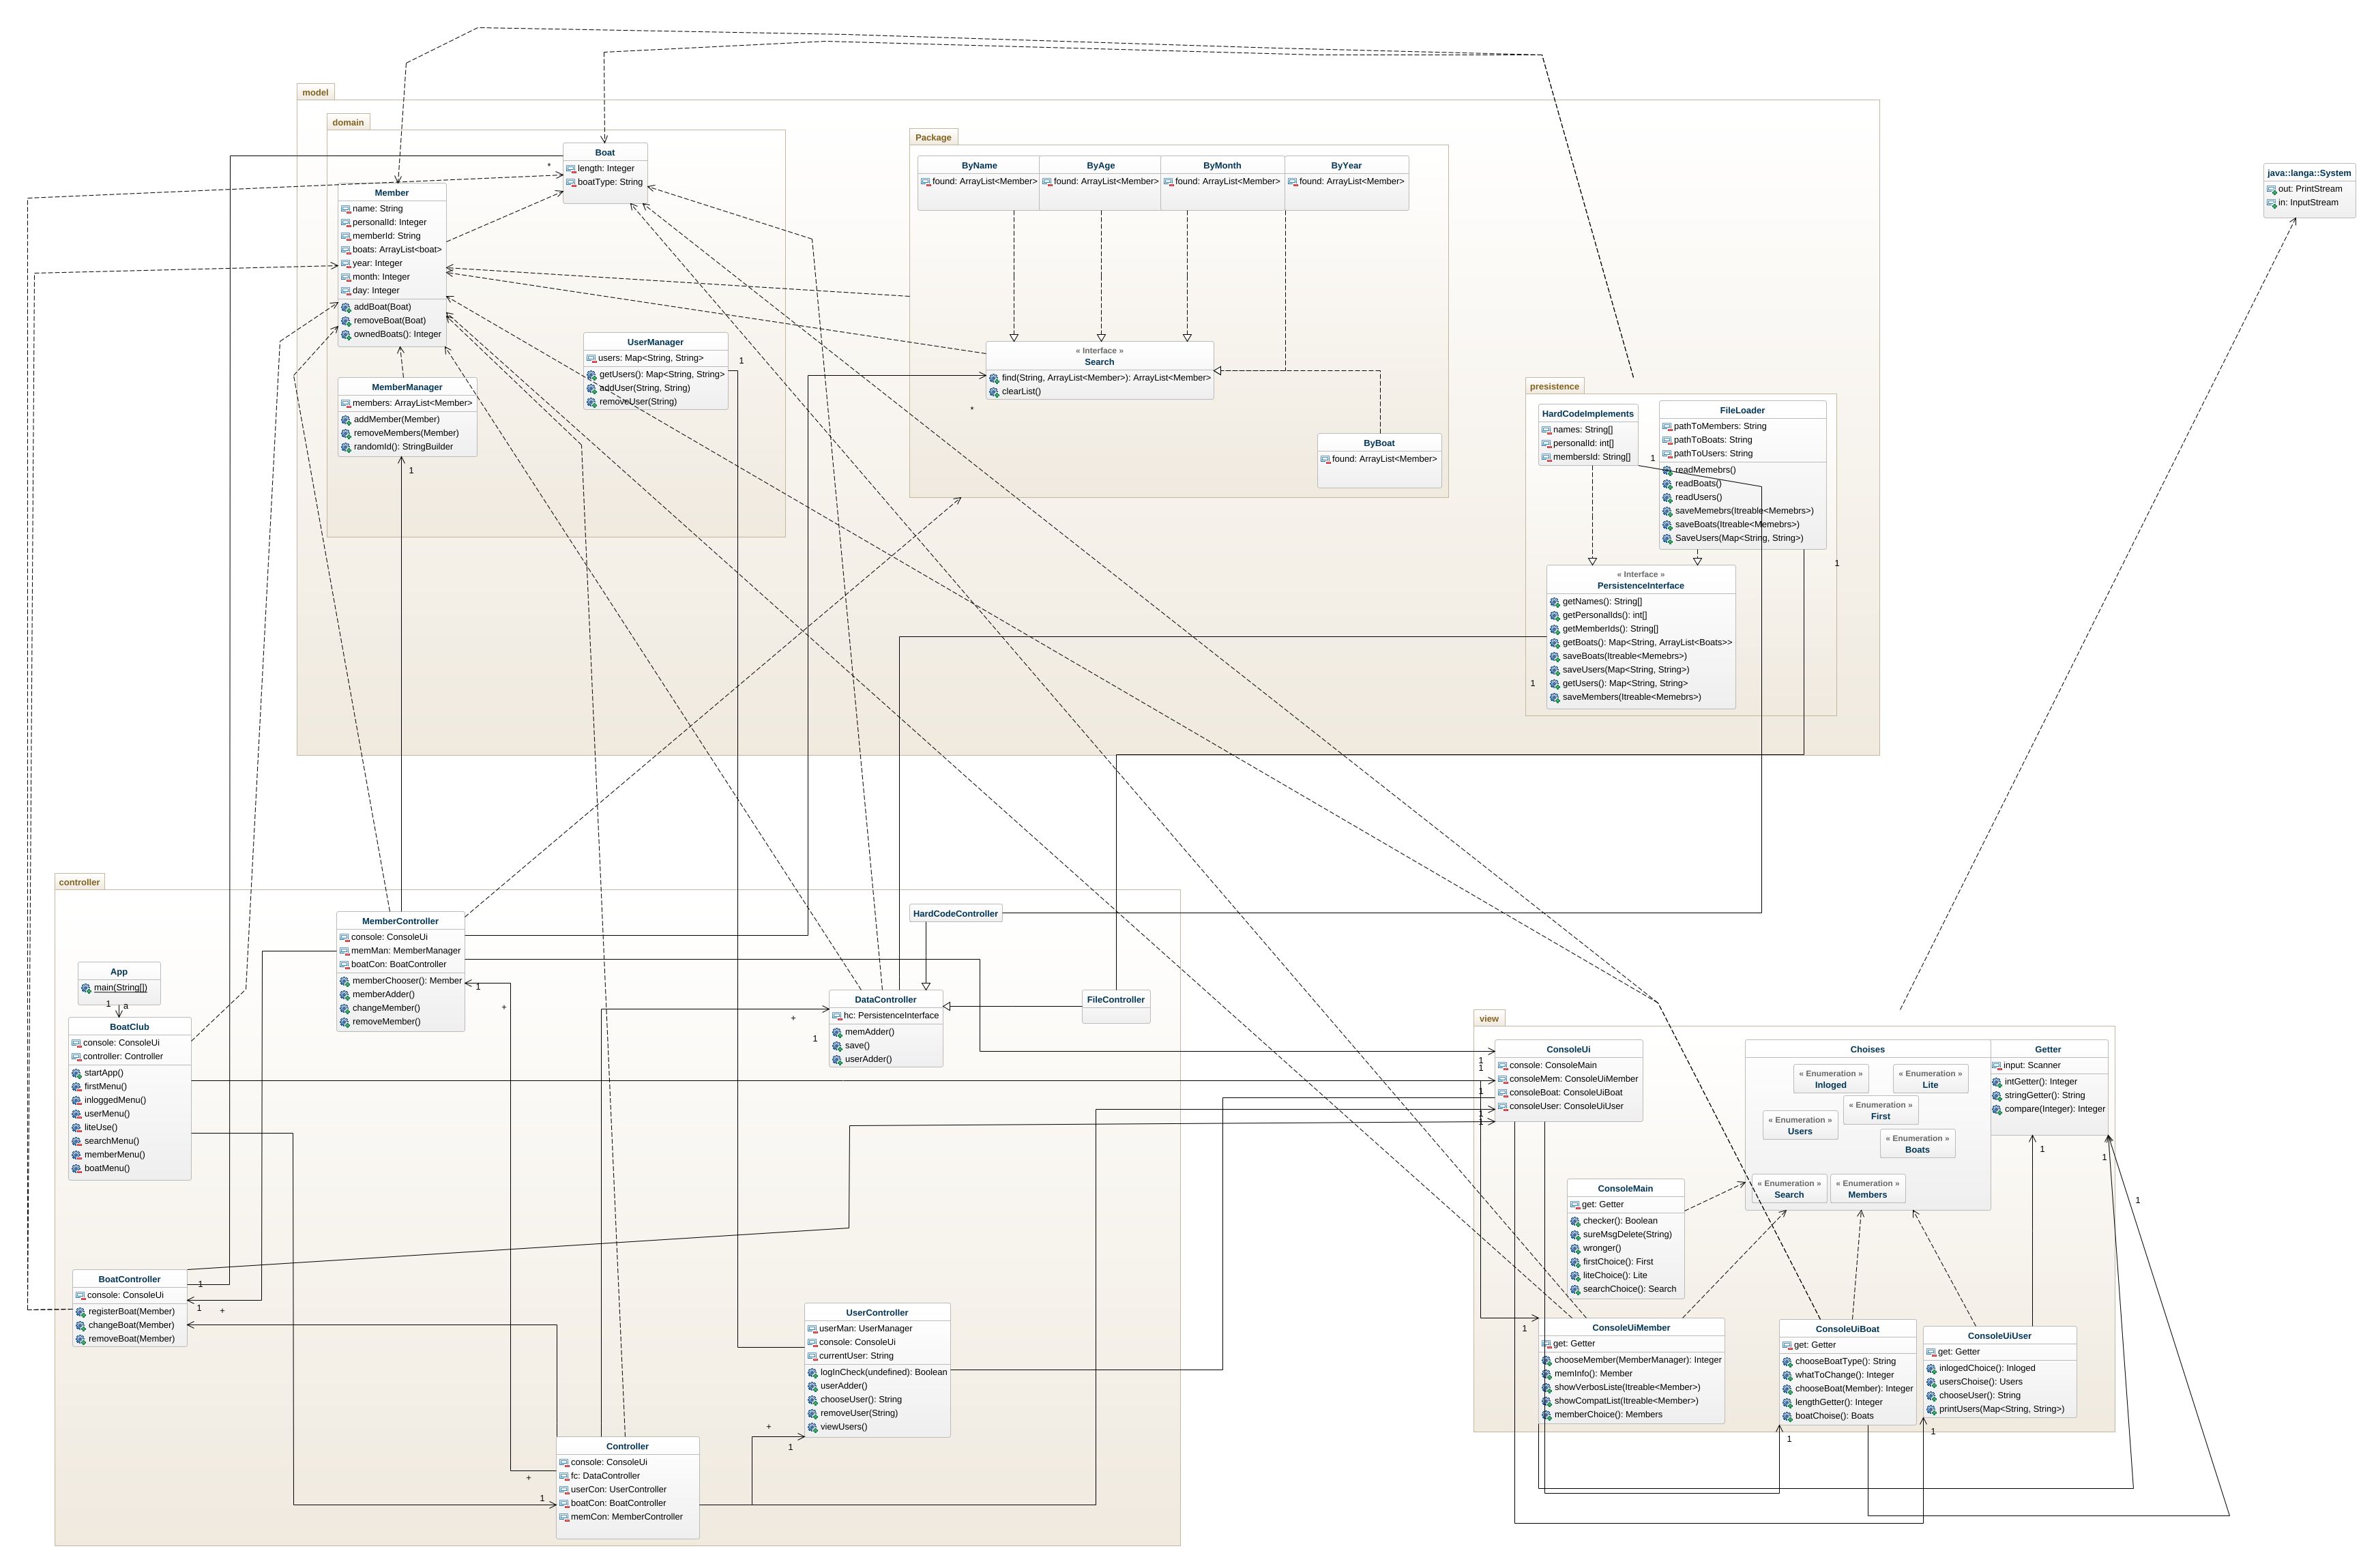 model
domain
Boat
length: Integer
boatType: String
*
Member
name: String
personalId: Integer
memberId: String
boats: ArrayList<boat>
year: Integer
month: Integer
day: Integer
addBoat(Boat)
removeBoat(Boat)
ownedBoats(): Integer
UserManager
users: Map<String, String>
getUsers(): Map<String, String>
addUser(String, String)
removeUser(String)
1
MemberManager
members: ArrayList<Member>
addMember(Member)
removeMembers(Member)
randomId(): StringBuilder
1
Package
ByName
found: ArrayList<Member>
ByAge
found: ArrayList<Member>
ByMonth
found: ArrayList<Member>
ByYear
found: ArrayList<Member>
« Interface »
Search
find(String, ArrayList<Member>): ArrayList<Member>
clearList()
*
ByBoat
found: ArrayList<Member>
presistence
HardCodeImplements
names: String[]
personalId: int[]
membersId: String[]
1
FileLoader
pathToMembers: String
pathToBoats: String
pathToUsers: String
readMemebrs()
readBoats()
readUsers()
saveMemebrs(Itreable<Memebrs>)
saveBoats(Itreable<Memebrs>)
SaveUsers(Map<String, String>)
1
« Interface »
PersistenceInterface
getNames(): String[]
getPersonalIds(): int[]
getMemberIds(): String[]
getBoats(): Map<String, ArrayList<Boats>>
saveBoats(Itreable<Memebrs>)
saveUsers(Map<String, String>)
getUsers(): Map<String, String>
saveMembers(Itreable<Memebrs>)
1
java::langa::System
out: PrintStream
in: InputStream
controller
MemberController
console: ConsoleUi
memMan: MemberManager
boatCon: BoatController
memberChooser(): Member
memberAdder()
changeMember()
removeMember()
1
+
HardCodeController
App
main(String[])
1
a
BoatClub
console: ConsoleUi
controller: Controller
startApp()
firstMenu()
inloggedMenu()
userMenu()
liteUse()
searchMenu()
memberMenu()
boatMenu()
DataController
hc: PersistenceInterface
memAdder()
save()
userAdder()
+
1
FileController
BoatController
console: ConsoleUi
registerBoat(Member)
changeBoat(Member)
removeBoat(Member)
1
1
+
UserController
userMan: UserManager
console: ConsoleUi
currentUser: String
logInCheck(undefined): Boolean
userAdder()
chooseUser(): String
removeUser(String)
viewUsers()
+
1
Controller
console: ConsoleUi
fc: DataController
userCon: UserController
boatCon: BoatController
memCon: MemberController
+
1
view
ConsoleUi
console: ConsoleMain
consoleMem: ConsoleUiMember
consoleBoat: ConsoleUiBoat
consoleUser: ConsoleUiUser
1
1
1
1
1
Choises
« Enumeration »
Inloged
« Enumeration »
Lite
« Enumeration »
First
« Enumeration »
Users
« Enumeration »
Boats
« Enumeration »
Search
« Enumeration »
Members
Getter
input: Scanner
intGetter(): Integer
stringGetter(): String
compare(Integer): Integer
1
1
1
ConsoleMain
get: Getter
checker(): Boolean
sureMsgDelete(String)
wronger()
firstChoice(): First
liteChoice(): Lite
searchChoice(): Search
ConsoleUiMember
get: Getter
chooseMember(MemberManager): Integer
memInfo(): Member
showVerbosListe(Itreable<Member>)
showCompatList(Itreable<Member>)
memberChoice(): Members
1
ConsoleUiBoat
get: Getter
chooseBoatType(): String
whatToChange(): Integer
chooseBoat(Member): Integer
lengthGetter(): Integer
boatChoise(): Boats
1
ConsoleUiUser
get: Getter
inlogedChoice(): Inloged
usersChoise(): Users
chooseUser(): String
printUsers(Map<String, String>)
1